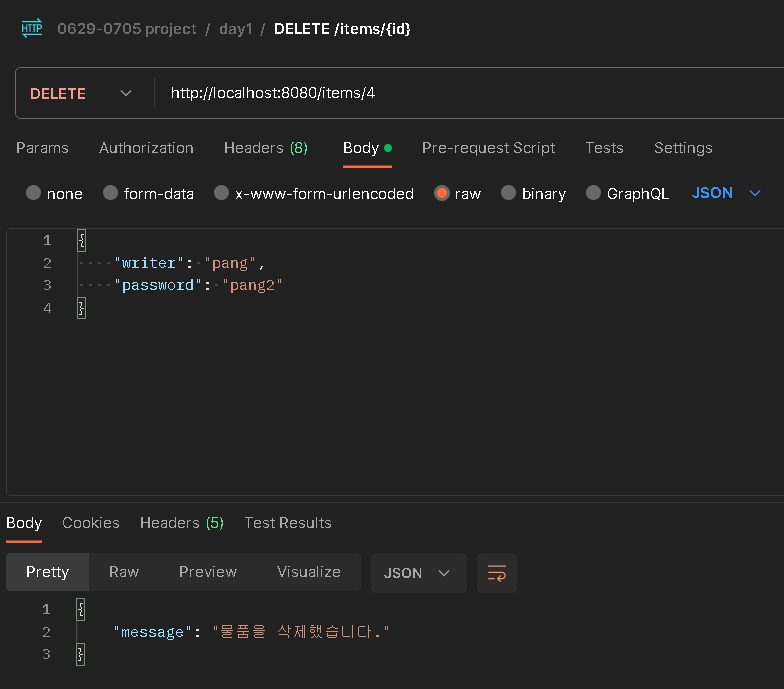 HTTP 0629-0705 project / day1 / DELETE /items/{id}
DELETE http://localhost:8080/items/4
Params Authorization Headers (8) Body Pre-request Script Tests Settings
none form-data x-www-form-urlencoded raw binary GraphQL JSON
1 {
2 ····"writer":·"pang",
3 ····"password":·"pang2"
4 }
Body Cookies Headers (5) Test Results
Pretty Raw Preview Visualize JSON
1 {
2 "message": "물품을 삭제했습니다."
3 }